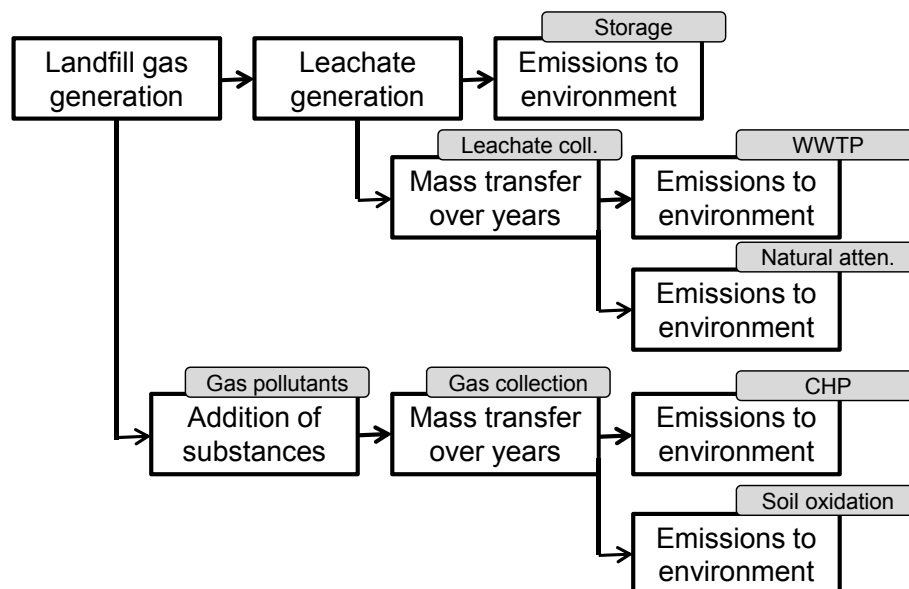 Storage
Landfill gas
generation
Leachate
generation
Emissions to
environment
Leachate coll.
Mass transfer
over years
WWTP
Emissions to
environment
Natural atten.
Emissions to
environment
Gas pollutants
Addition of
substances
Gas collection
Mass transfer
over years
CHP
Emissions to
environment
Soil oxidation
Emissions to
environment